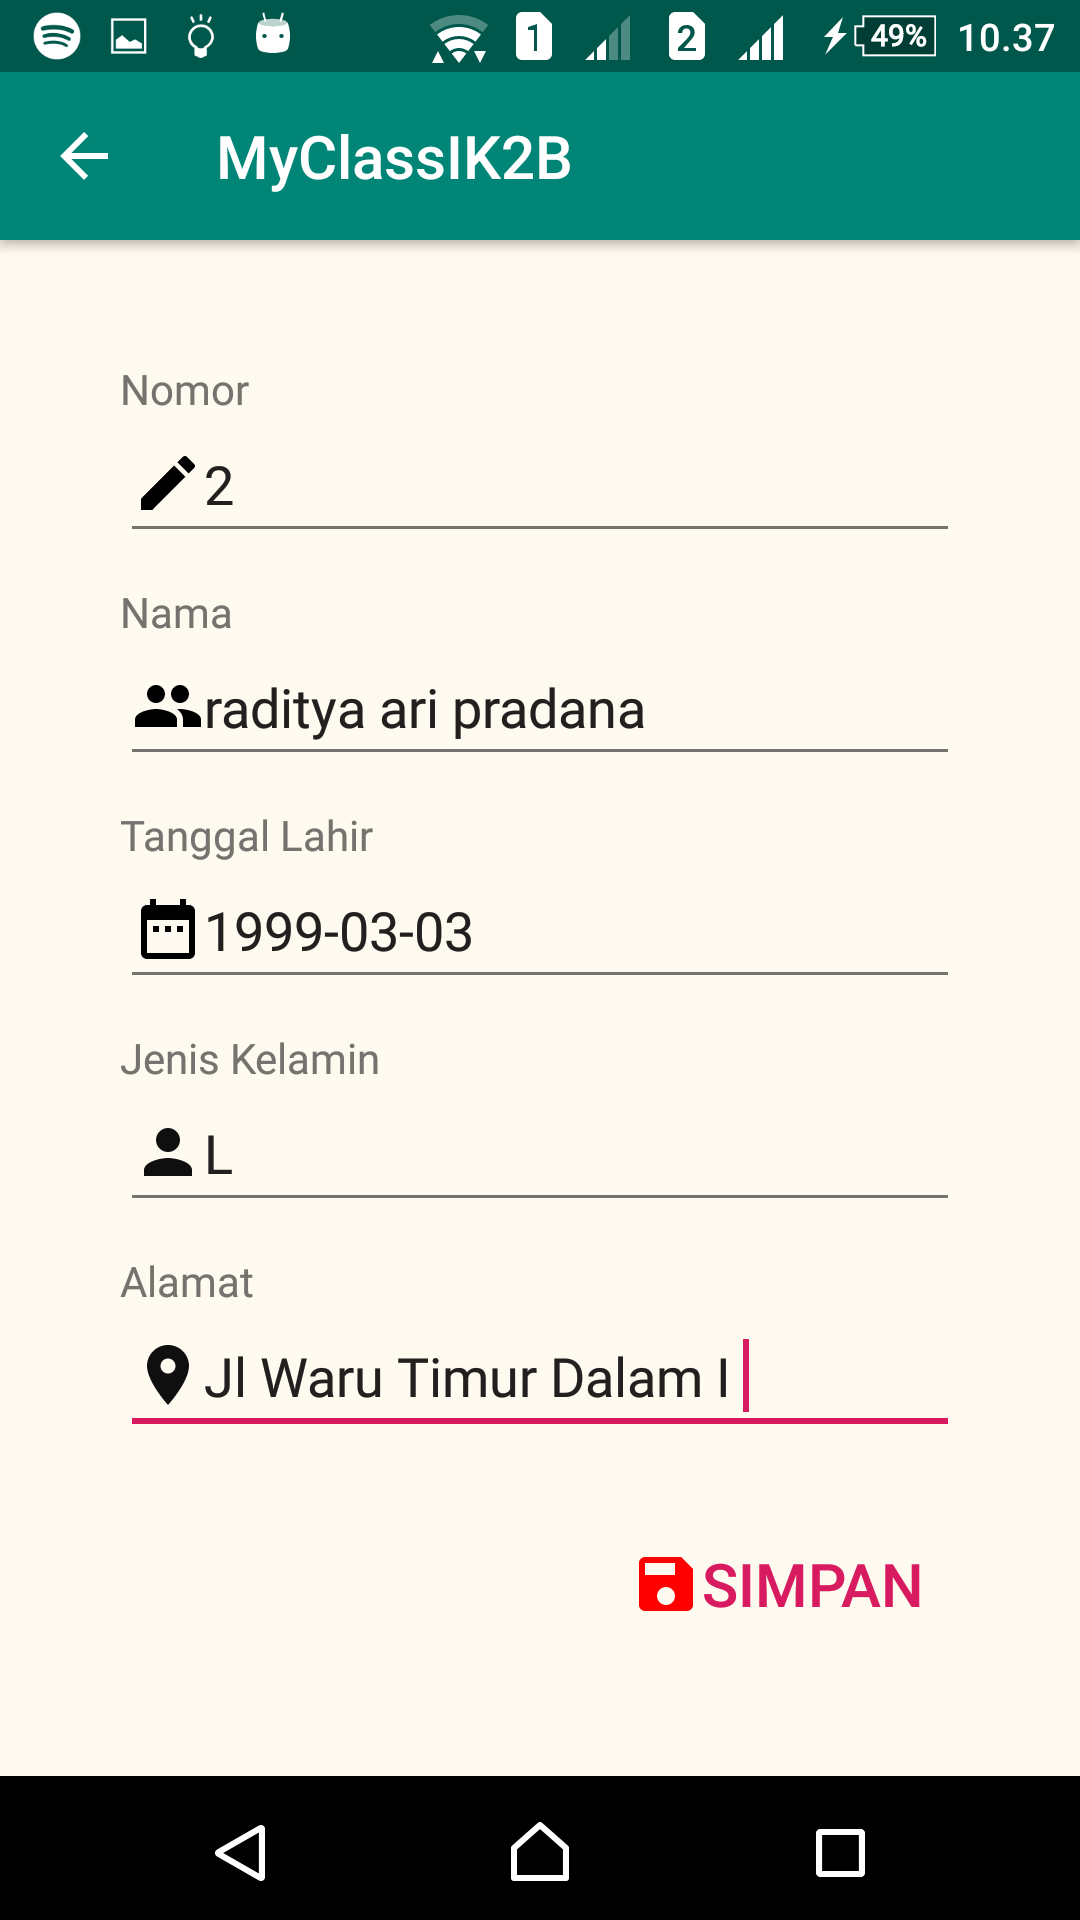 1 2 49% 10.37
MyClassIK2B
Nomor
2
Nama
raditya ari pradana
Tanggal Lahir
1999-03-03
Jenis Kelamin
L
Alamat
Jl Waru Timur Dalam I
SIMPAN